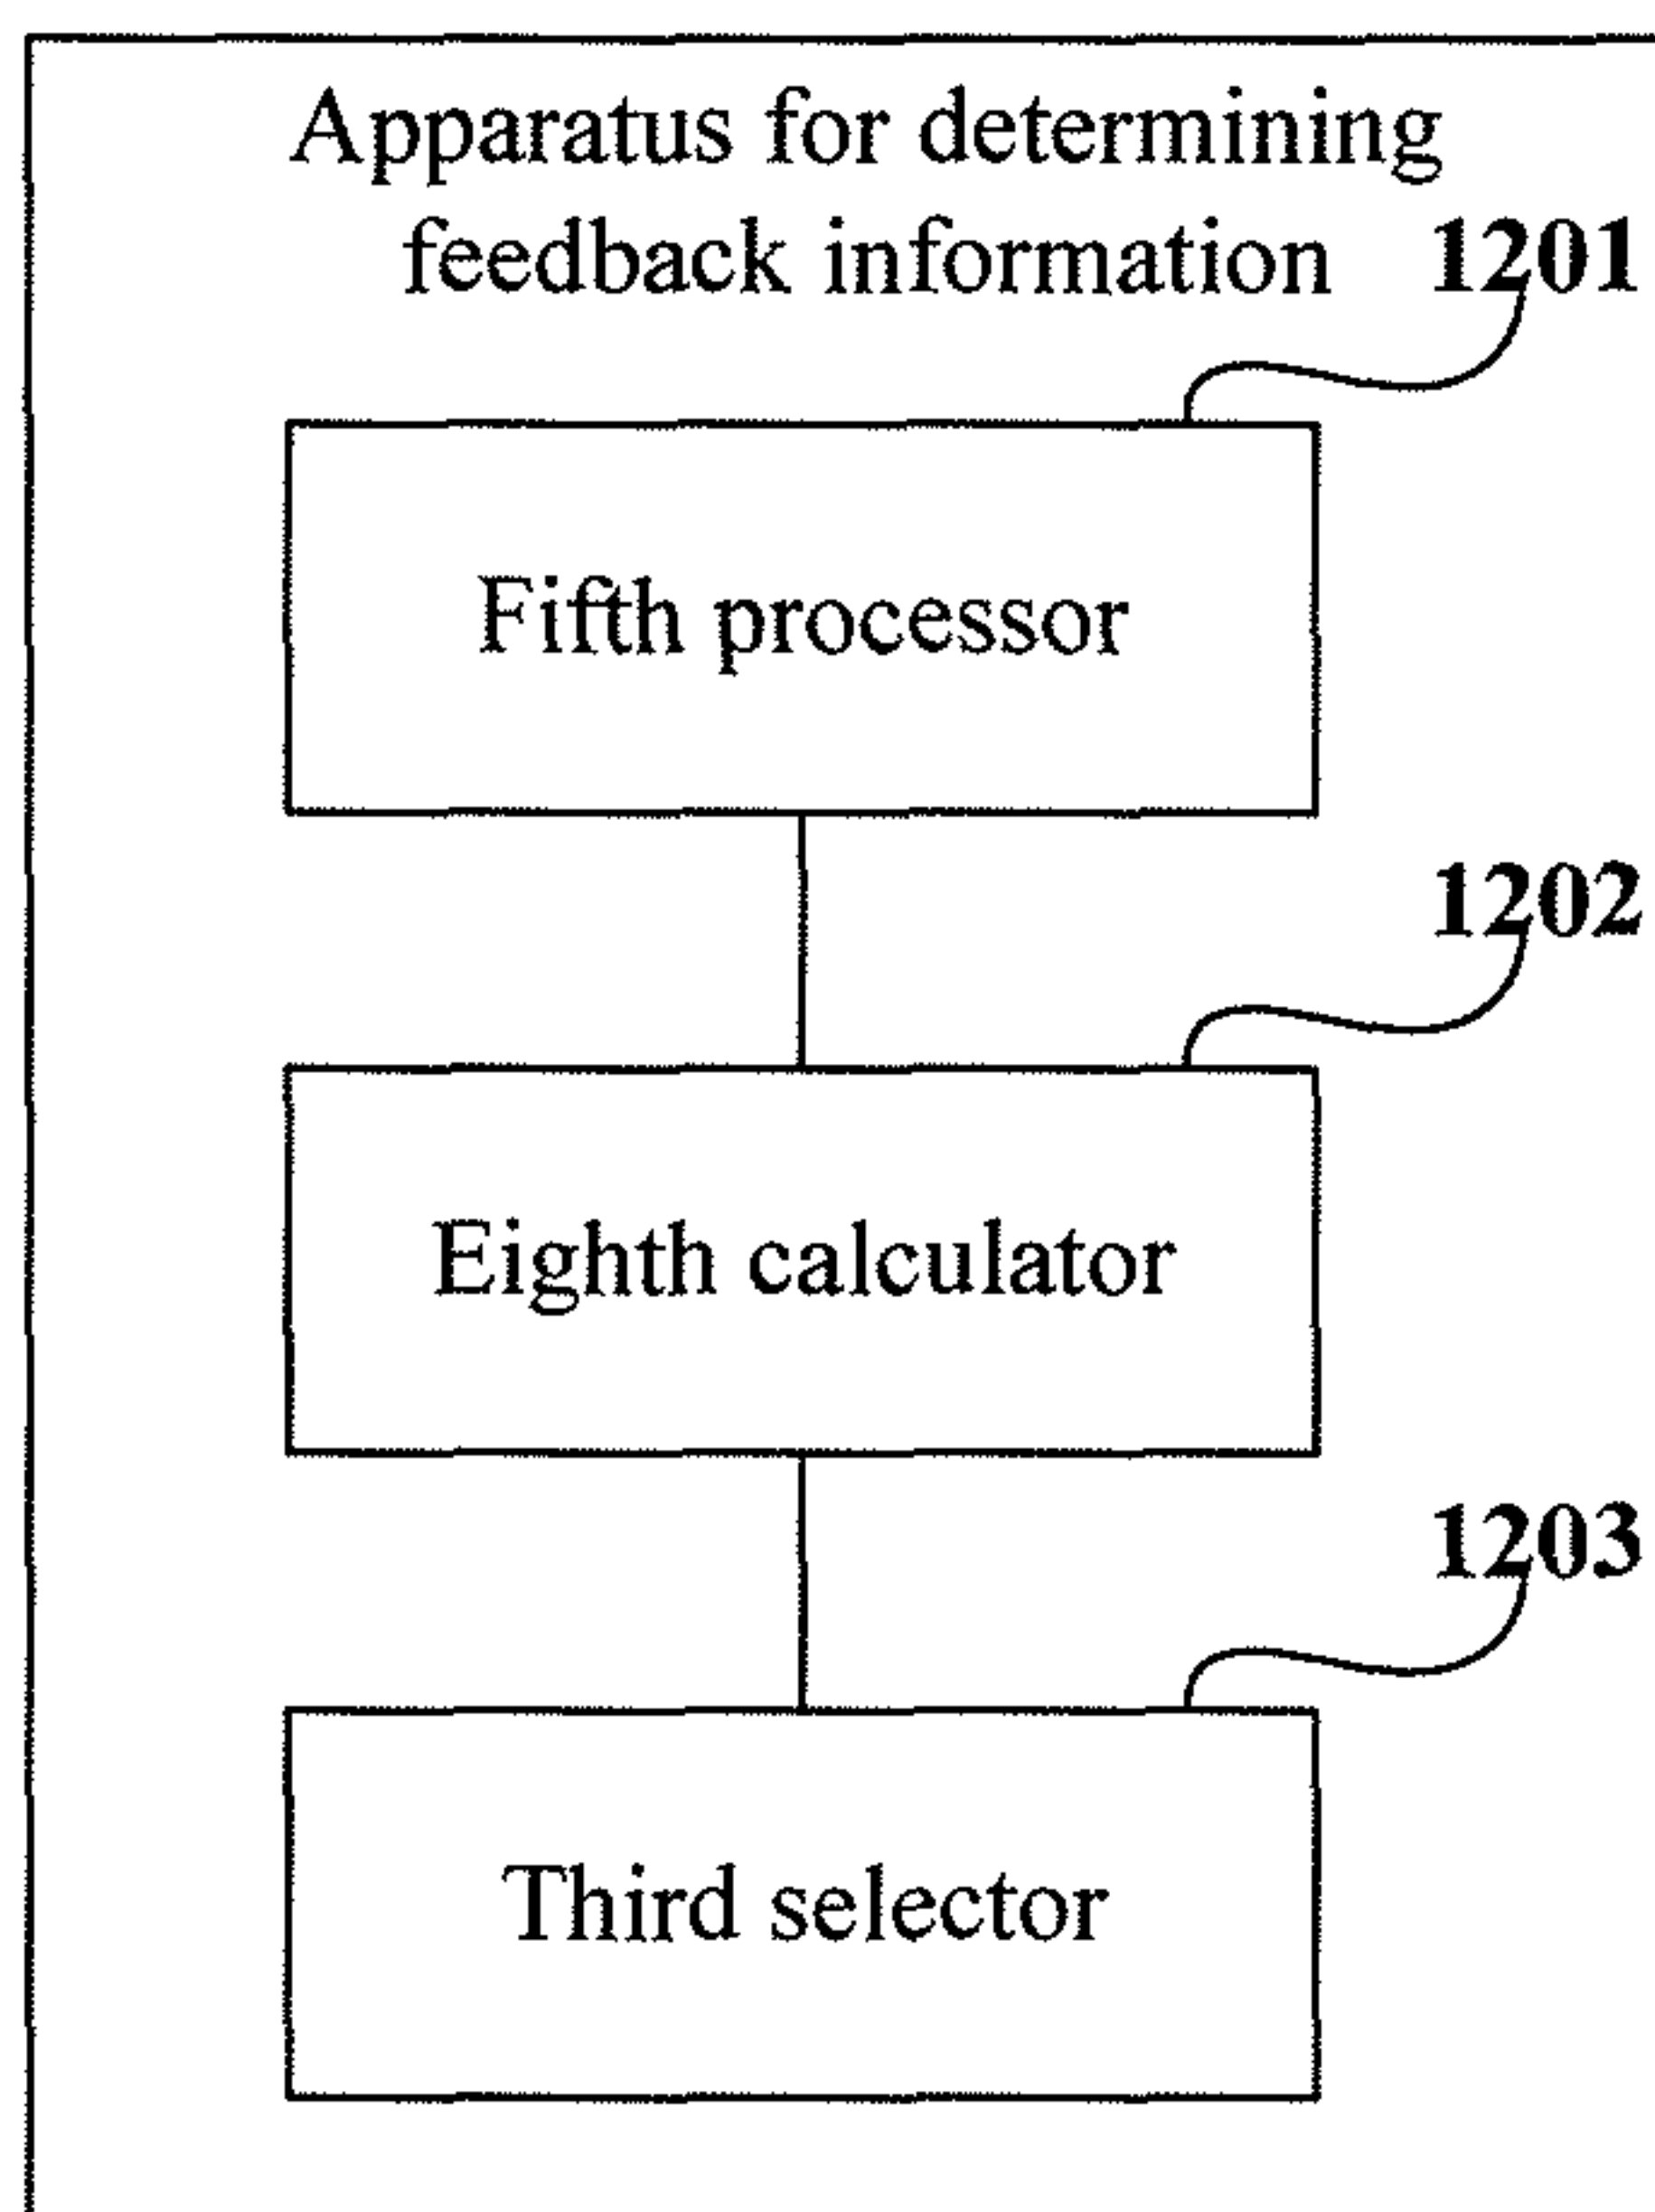 Apparatus for determining
feedback information
1201
Fifth processor
1202
Eighth calculator
1203
Third selector